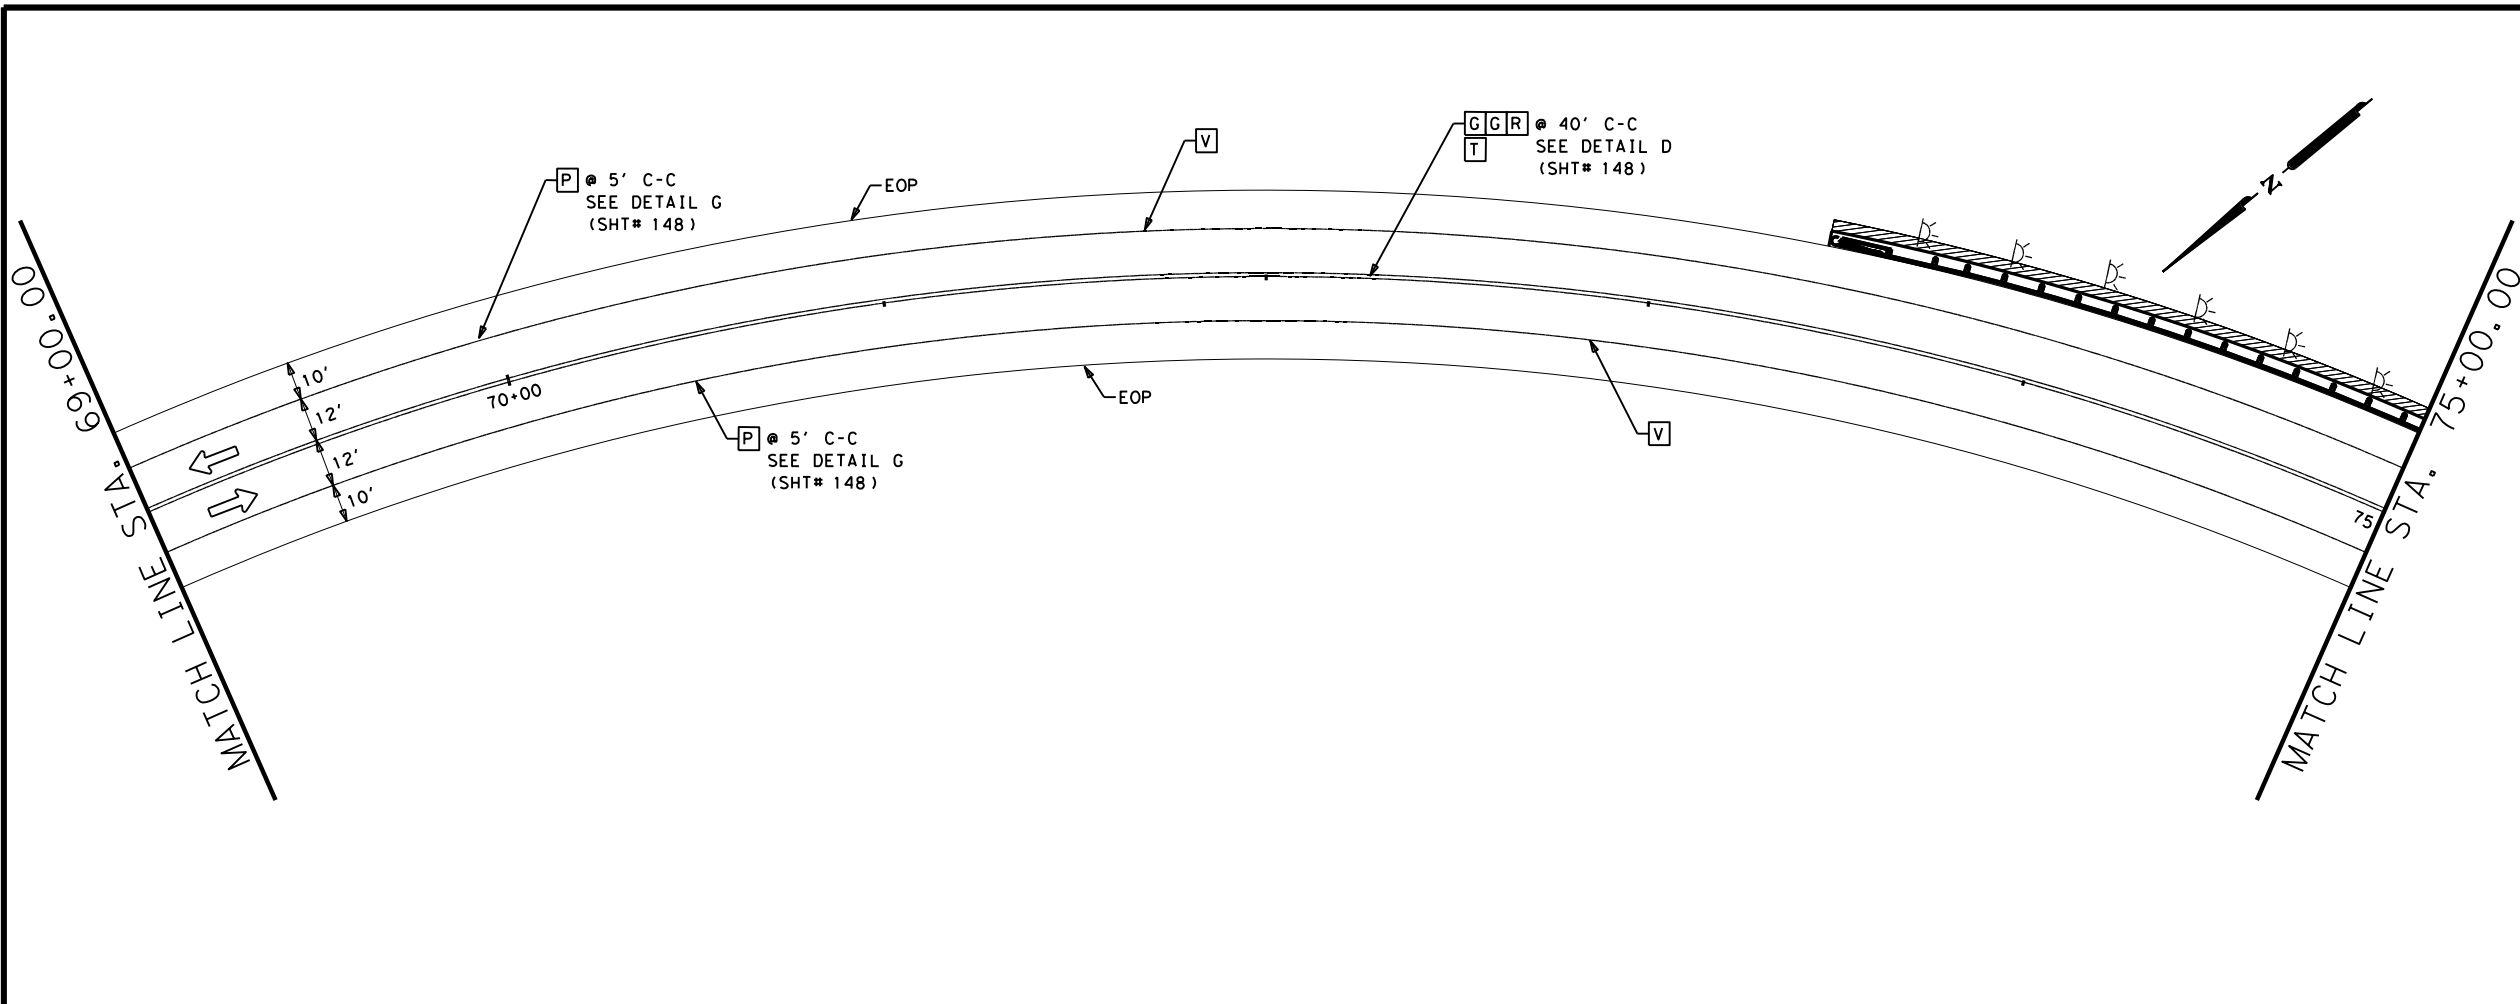 G G R @ 40' C-C
T SEE DETAIL D
(SHT# 148)
V
P @ 5' C-C
SEE DETAIL G
(SHT# 148)
EOP
N
MATCH LINE STA. 69+00.00
10'
12'
12'
10'
70+00
EOP
P @ 5' C-C
SEE DETAIL G
(SHT# 148)
V
75
MATCH LINE STA. 75+00.00